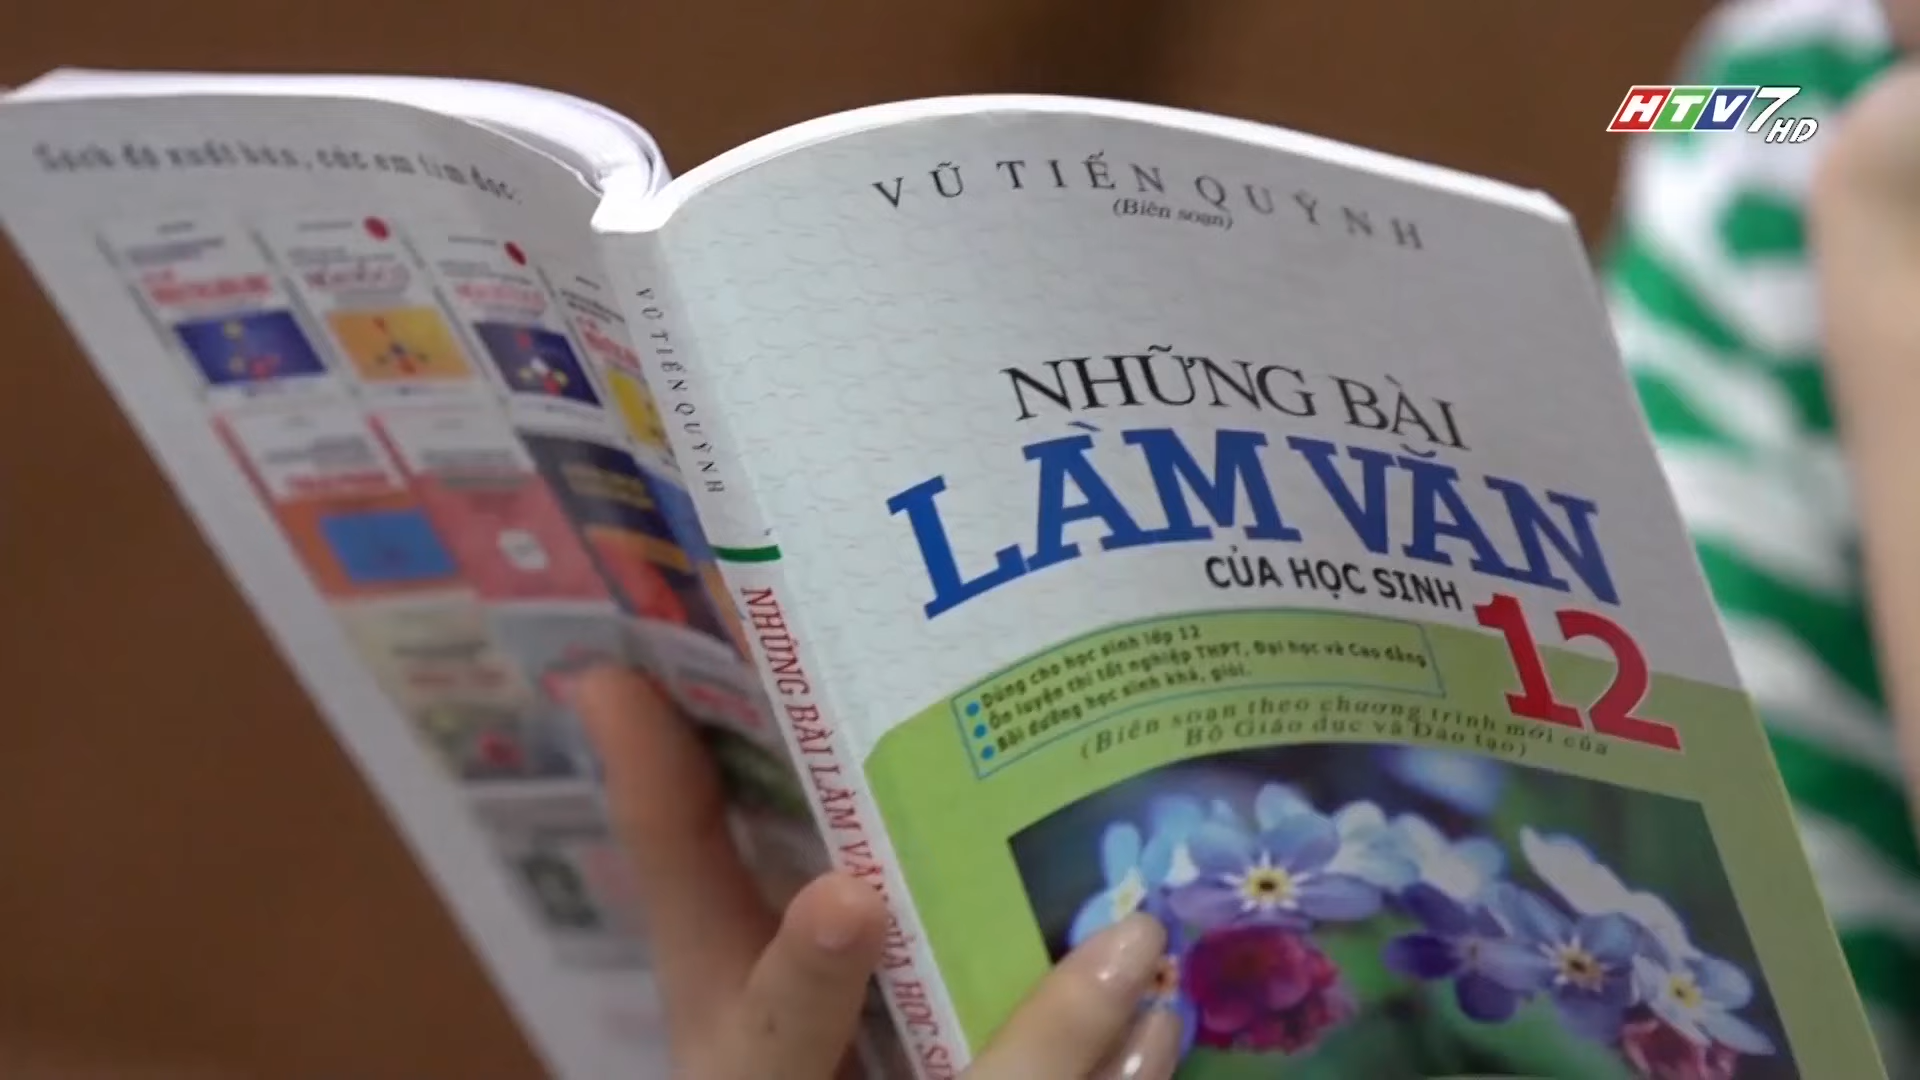 HTV7
HD
Sách đã xuất bản, các em tìm đọc:
VŨ TIẾN QUỲNH
(Biên soạn)
NHỮNG BÀI
LÀM VĂN
CỦA HỌC SINH
12
Dùng cho học sinh lớp 12
Ôn luyện thi tốt nghiệp THPT, Đại học và Cao đẳng
Bồi dưỡng học sinh khá, giỏi.
(Biên soạn theo chương trình mới của
Bộ Giáo dục và Đào tạo)
VŨ TIẾN QUỲNH
NHỮNG BÀI LÀM VĂN CỦA HỌC